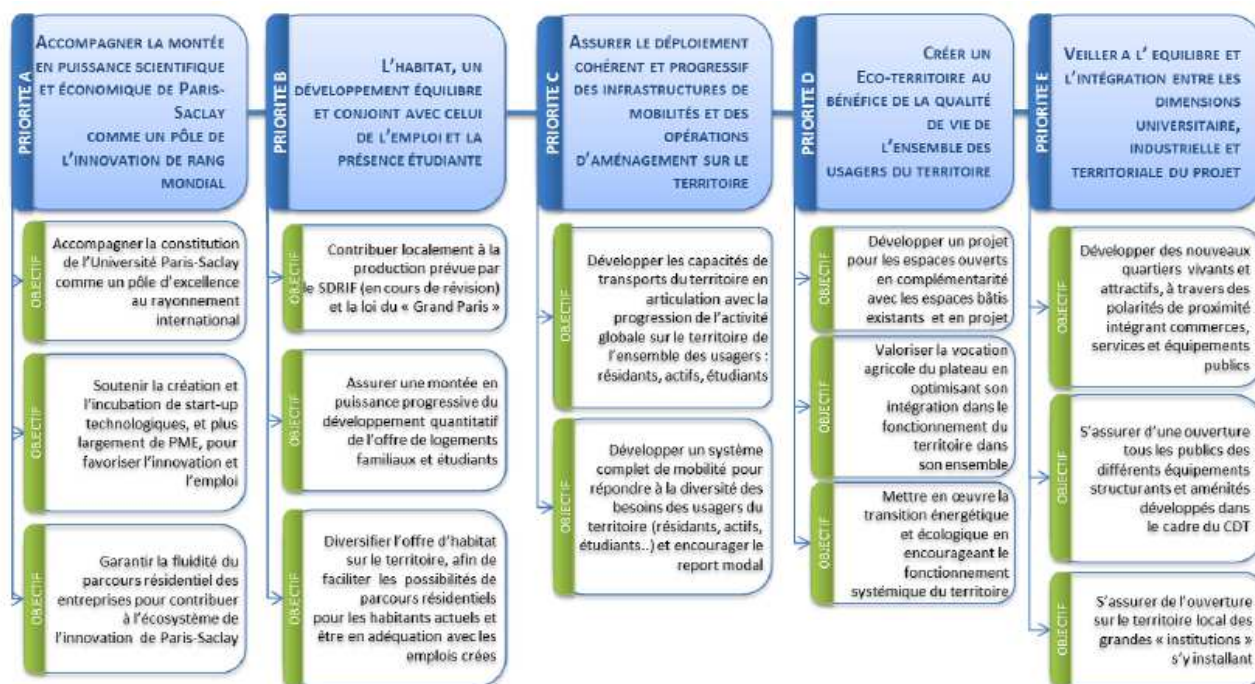 PRIORITE A
ACCOMPAGNER LA MONTÉE
EN PUISSANCE SCIENTIFIQUE
ET ÉCONOMIQUE DE PARIS-
SACLAY
COMME UN PÔLE DE
L'INNOVATION DE RANG
MONDIAL
OBJECTIF
Accompagner la constitution
de l'Université Paris-Saclay
comme un pôle d'excellence
au rayonnement
international
OBJECTIF
Soutenir la création et
l'incubation de start-up
technologiques, et plus
largement de PME, pour
favoriser l'innovation et
l'emploi
OBJECTIF
Garantir la fluidité du
parcours résidentiel des
entreprises pour contribuer
à l'écosystème de
l'innovation de Paris-Saclay
PRIORITE B
L'HABITAT, UN
DÉVELOPPEMENT ÉQUILIBRE
ET CONJOINT AVEC CELUI
DE L'EMPLOI ET LA
PRÉSENCE ÉTUDIANTE
OBJECTIF
Contribuer localement à la
production prévue par
le SDRIF (en cours de révision)
et la loi du « Grand Paris »
OBJECTIF
Assurer une montée en
puissance progressive du
développement quantitatif
de l'offre de logements
familiaux et étudiants
OBJECTIF
Diversifier l'offre d'habitat
sur le territoire, afin de
faciliter les possibilités de
parcours résidentiels
pour les habitants actuels et
être en adéquation avec les
emplois crées
PRIORITE C
ASSURER LE DÉPLOIEMENT
COHÉRENT ET PROGRESSIF
DES INFRASTRUCTURES DE
MOBILITÉS ET DES
OPÉRATIONS
D'AMÉNAGEMENT SUR LE
TERRITOIRE
OBJECTIF
Développer les capacités de
transports du territoire en
articulation avec la
progression de l'activité
globale sur le territoire de
l'ensemble des usagers :
résidants, actifs, étudiants
OBJECTIF
Développer un système
complet de mobilité pour
répondre à la diversité des
besoins des usagers du
territoire (résidants, actifs,
étudiants..) et encourager le
report modal
PRIORITE D
CRÉER UN
ECO-TERRITOIRE AU
BÉNÉFICE DE LA QUALITÉ
DE VIE DE
L'ENSEMBLE DES
USAGERS DU TERRITOIRE
OBJECTIF
Développer un projet
pour les espaces ouverts
en complémentarité
avec les espaces bâtis
existants et en projet
OBJECTIF
Valoriser la vocation
agricole du plateau en
optimisant son
intégration dans le
fonctionnement du
territoire dans
son ensemble
OBJECTIF
Mettre en œuvre la
transition énergétique
et écologique en
encourageant le
fonctionnement
systémique du territoire
PRIORITE E
VEILLER A L' EQUILIBRE ET
L'INTÉGRATION ENTRE LES
DIMENSIONS
UNIVERSITAIRE,
INDUSTRIELLE ET
TERRITORIALE DU PROJET
OBJECTIF
Développer des nouveaux
quartiers vivants et
attractifs, à travers des
polarités de proximité
intégrant commerces,
services et équipements
publics
OBJECTIF
S'assurer d'une ouverture
tous les publics des
différents équipements
structurants et aménités
développés dans
le cadre du CDT
OBJECTIF
S'assurer de l'ouverture
sur le territoire local des
grandes « institutions »
s'y installant